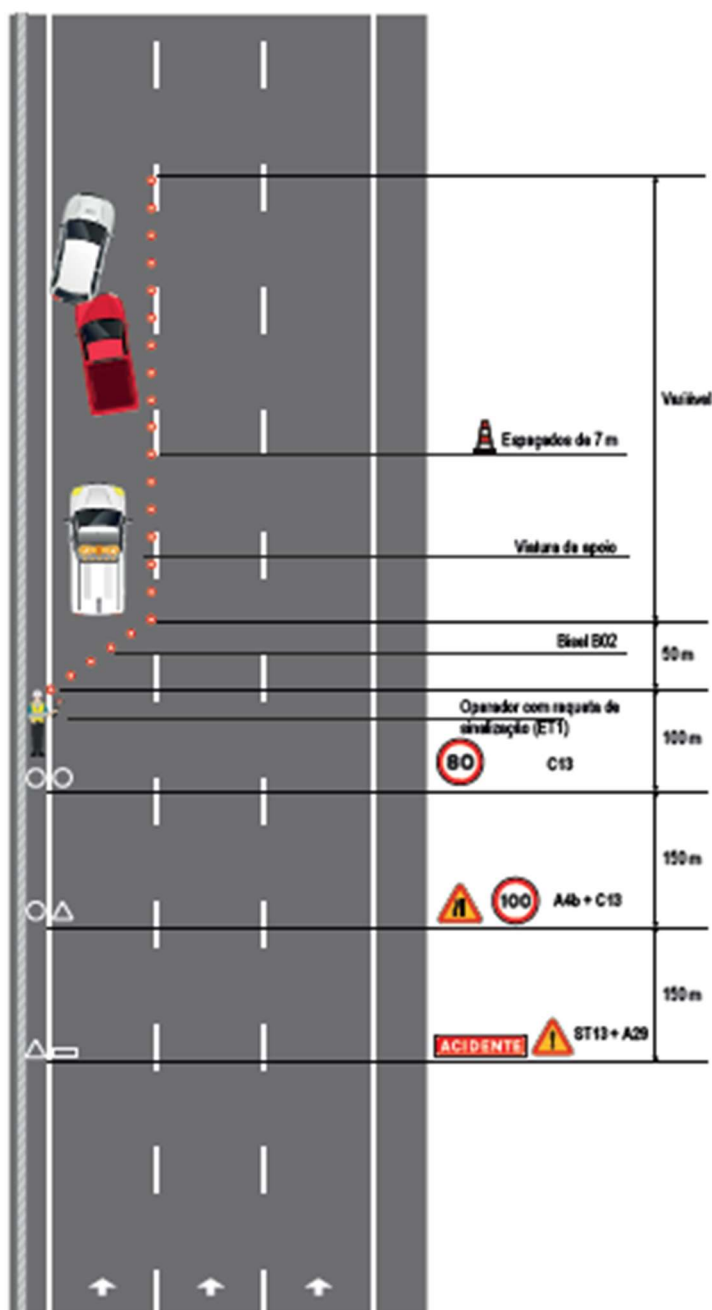 Variável
Espaçados de 7 m
Viatura de apoio
Bisel B02
50 m
Operador com raqueta de
sinalização (ET1)
100 m
80
C13
150 m
100
A4b + C13
150 m
ACIDENTE
ST13 + A29